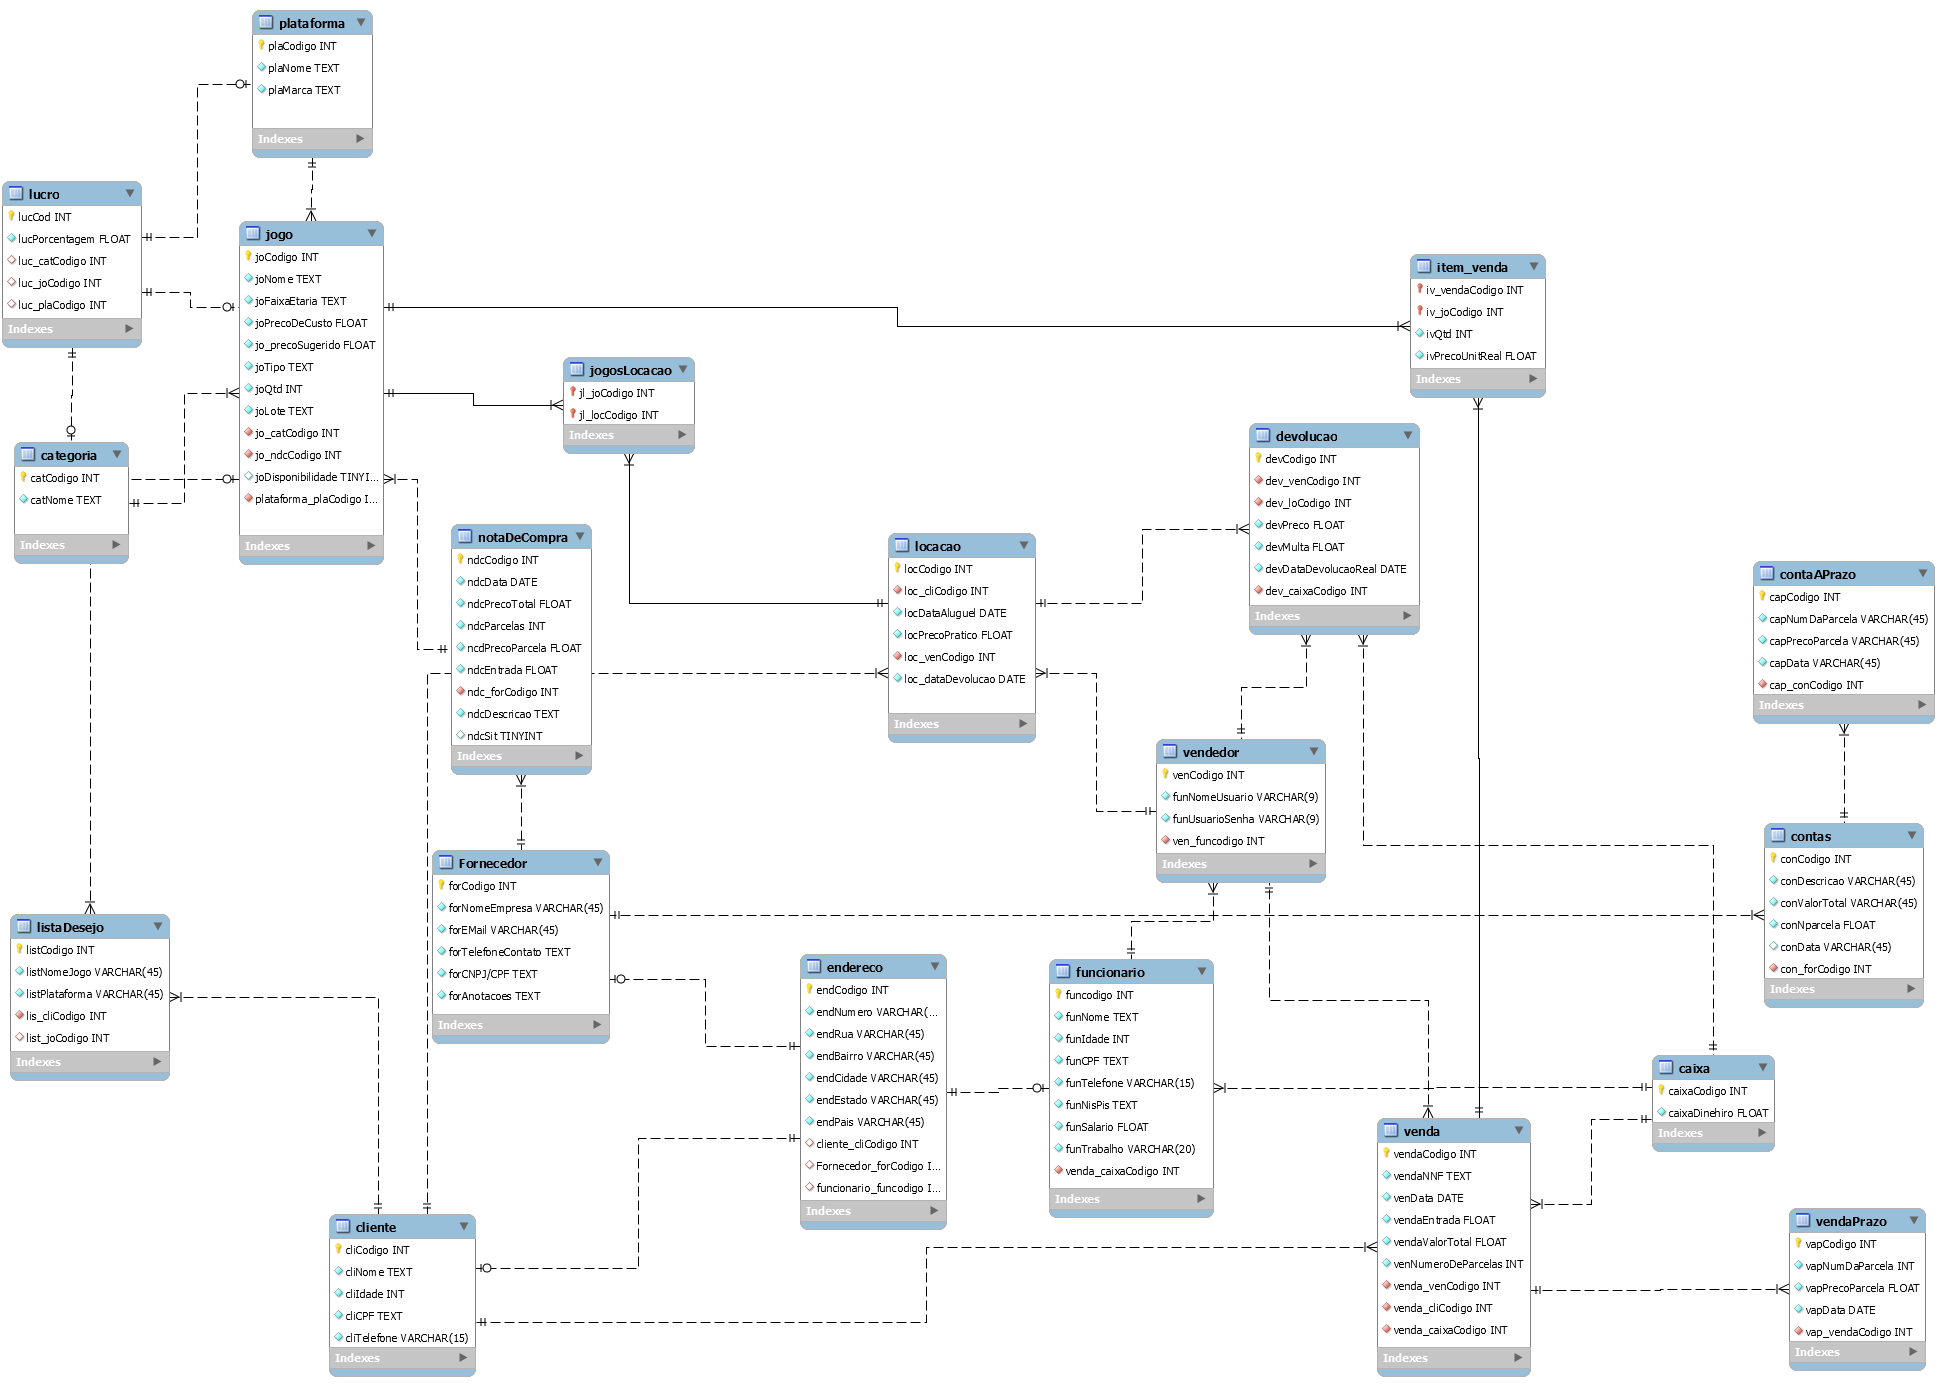 plataforma
plaCodigo INT
plaNome TEXT
plaMarca TEXT
Indexes
lucro
lucCod INT
lucPorcentagem FLOAT
luc_catCodigo INT
luc_joCodigo INT
luc_plaCodigo INT
Indexes
jogo
joCodigo INT
joNome TEXT
joFaixaEtaria TEXT
joPrecoDeCusto FLOAT
jo_precoSugerido FLOAT
joTipo TEXT
joQtd INT
joLote TEXT
jo_catCodigo INT
jo_ndcCodigo INT
joDisponibilidade TINYI...
plataforma_plaCodigo I...
Indexes
item_venda
iv_vendaCodigo INT
iv_joCodigo INT
ivQtd INT
ivPrecoUnitReal FLOAT
Indexes
jogosLocacao
jl_joCodigo INT
jl_locCodigo INT
Indexes
categoria
catCodigo INT
catNome TEXT
Indexes
devolucao
devCodigo INT
dev_venCodigo INT
dev_loCodigo INT
devPreco FLOAT
devMulta FLOAT
devDataDevolucaoReal DATE
dev_caixaCodigo INT
Indexes
notaDeCompra
ndcCodigo INT
ndcData DATE
ndcPrecoTotal FLOAT
ndcParcelas INT
ncdPrecoParcela FLOAT
ndcEntrada FLOAT
ndc_forCodigo INT
ndcDescricao TEXT
ndcSit TINYINT
Indexes
locacao
locCodigo INT
loc_cliCodigo INT
locDataAluguel DATE
locPrecoPratico FLOAT
loc_venCodigo INT
loc_dataDevolucao DATE
Indexes
contaAPrazo
capCodigo INT
capNumDaParcela VARCHAR(45)
capPrecoParcela VARCHAR(45)
capData VARCHAR(45)
cap_conCodigo INT
Indexes
vendedor
venCodigo INT
funNomeUsuario VARCHAR(9)
funUsuarioSenha VARCHAR(9)
ven_funcodigo INT
Indexes
contas
conCodigo INT
conDescricao VARCHAR(45)
conValorTotal VARCHAR(45)
conNparcela FLOAT
conData VARCHAR(45)
con_forCodigo INT
Indexes
Fornecedor
forCodigo INT
forNomeEmpresa VARCHAR(45)
forEMail VARCHAR(45)
forTelefoneContato TEXT
forCNPJ/CPF TEXT
forAnotacoes TEXT
Indexes
listaDesejo
listCodigo INT
listNomeJogo VARCHAR(45)
listPlataforma VARCHAR(45)
lis_cliCodigo INT
list_joCodigo INT
Indexes
endereco
endCodigo INT
endNumero VARCHAR(...
endRua VARCHAR(45)
endBairro VARCHAR(45)
endCidade VARCHAR(45)
endEstado VARCHAR(45)
endPais VARCHAR(45)
cliente_cliCodigo INT
Fornecedor_forCodigo I...
funcionario_funcodigo I...
Indexes
funcionario
funcodigo INT
funNome TEXT
funIdade INT
funCPF TEXT
funTelefone VARCHAR(15)
funNisPis TEXT
funSalario FLOAT
funTrabalho VARCHAR(20)
venda_caixaCodigo INT
Indexes
caixa
caixaCodigo INT
caixaDinehiro FLOAT
Indexes
venda
vendaCodigo INT
vendaNNF TEXT
venData DATE
vendaEntrada FLOAT
vendaValorTotal FLOAT
venNumeroDeParcelas INT
venda_venCodigo INT
venda_cliCodigo INT
venda_caixaCodigo INT
Indexes
cliente
cliCodigo INT
cliNome TEXT
cliIdade INT
cliCPF TEXT
cliTelefone VARCHAR(15)
Indexes
vendaPrazo
vapCodigo INT
vapNumDaParcela INT
vapPrecoParcela FLOAT
vapData DATE
vap_vendaCodigo INT
Indexes